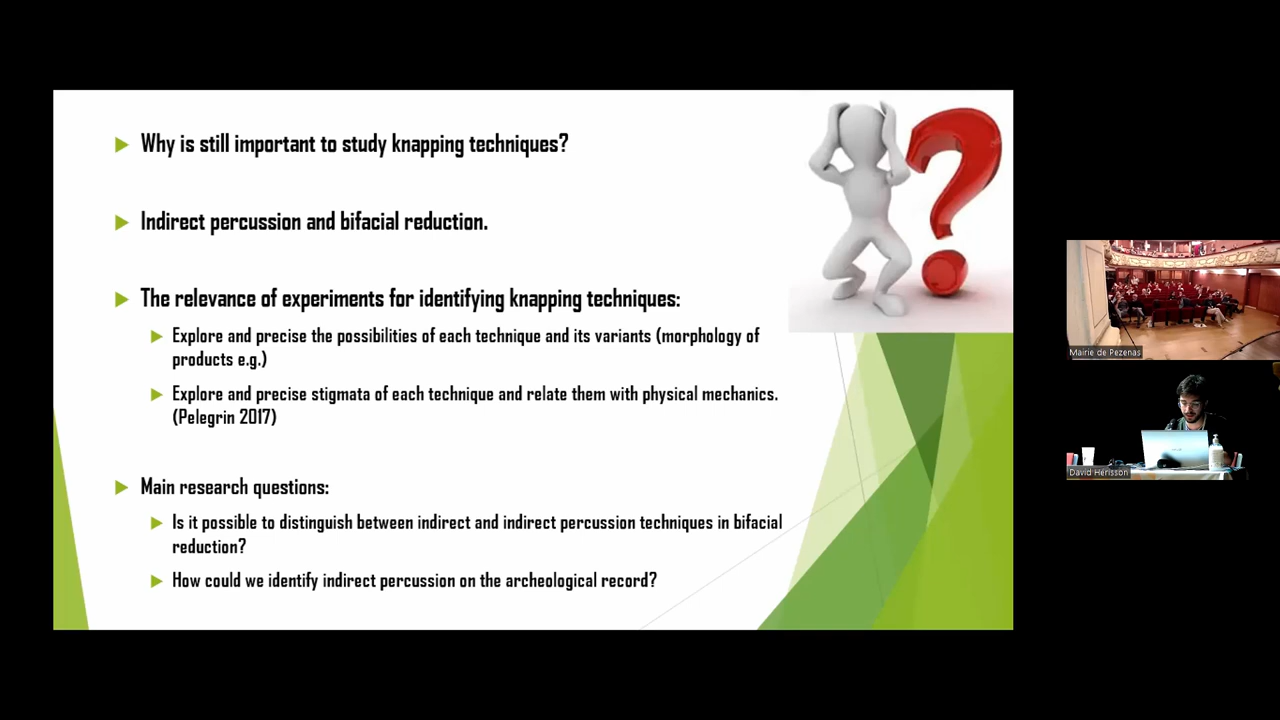 Why is still important to study knapping techniques?
Indirect percussion and bifacial reduction.
The relevance of experiments for identifying knapping techniques:
Explore and precise the possibilities of each technique and its variants (morphology of
products e.g.)
Explore and precise stigmata of each technique and relate them with physical mechanics.
(Pelegrin 2017)
Main research questions:
Is it possible to distinguish between indirect and indirect percussion techniques in bifacial
reduction?
How could we identify indirect percussion on the archeological record?
Mairie de Pezenas
David Hérisson